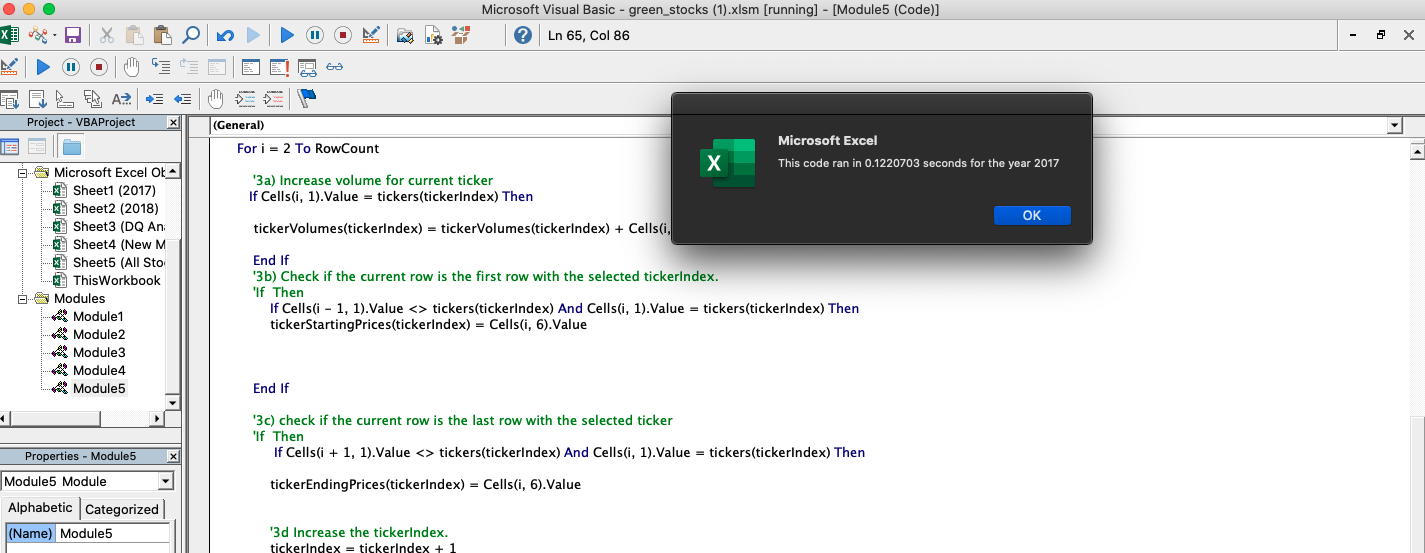 Microsoft Visual Basic - green_stocks (1).xlsm [running] - [Module5 (Code)]
Ln 65, Col 86
Project - VBAProject
(General)
Microsoft Excel Ob
Sheet1 (2017)
Sheet2 (2018)
Sheet3 (DQ An
Sheet4 (New M
Sheet5 (All Sto
ThisWorkbook
Modules
Module1
Module2
Module3
Module4
Module5
Properties - Module5
Module5 Module
Alphabetic Categorized
(Name) Module5
For i = 2 To RowCount
'3a) Increase volume for current ticker
If Cells(i, 1).Value = tickers(tickerIndex) Then
tickerVolumes(tickerIndex) = tickerVolumes(tickerIndex) + Cells(i,
End If
'3b) Check if the current row is the first row with the selected tickerIndex.
'If Then
If Cells(i - 1, 1).Value <> tickers(tickerIndex) And Cells(i, 1).Value = tickers(tickerIndex) Then
tickerStartingPrices(tickerIndex) = Cells(i, 6).Value
End If
'3c) check if the current row is the last row with the selected ticker
'If Then
If Cells(i + 1, 1).Value <> tickers(tickerIndex) And Cells(i, 1).Value = tickers(tickerIndex) Then
tickerEndingPrices(tickerIndex) = Cells(i, 6).Value
'3d Increase the tickerIndex.
tickerIndex = tickerIndex + 1
Microsoft Excel
This code ran in 0.1220703 seconds for the year 2017
OK